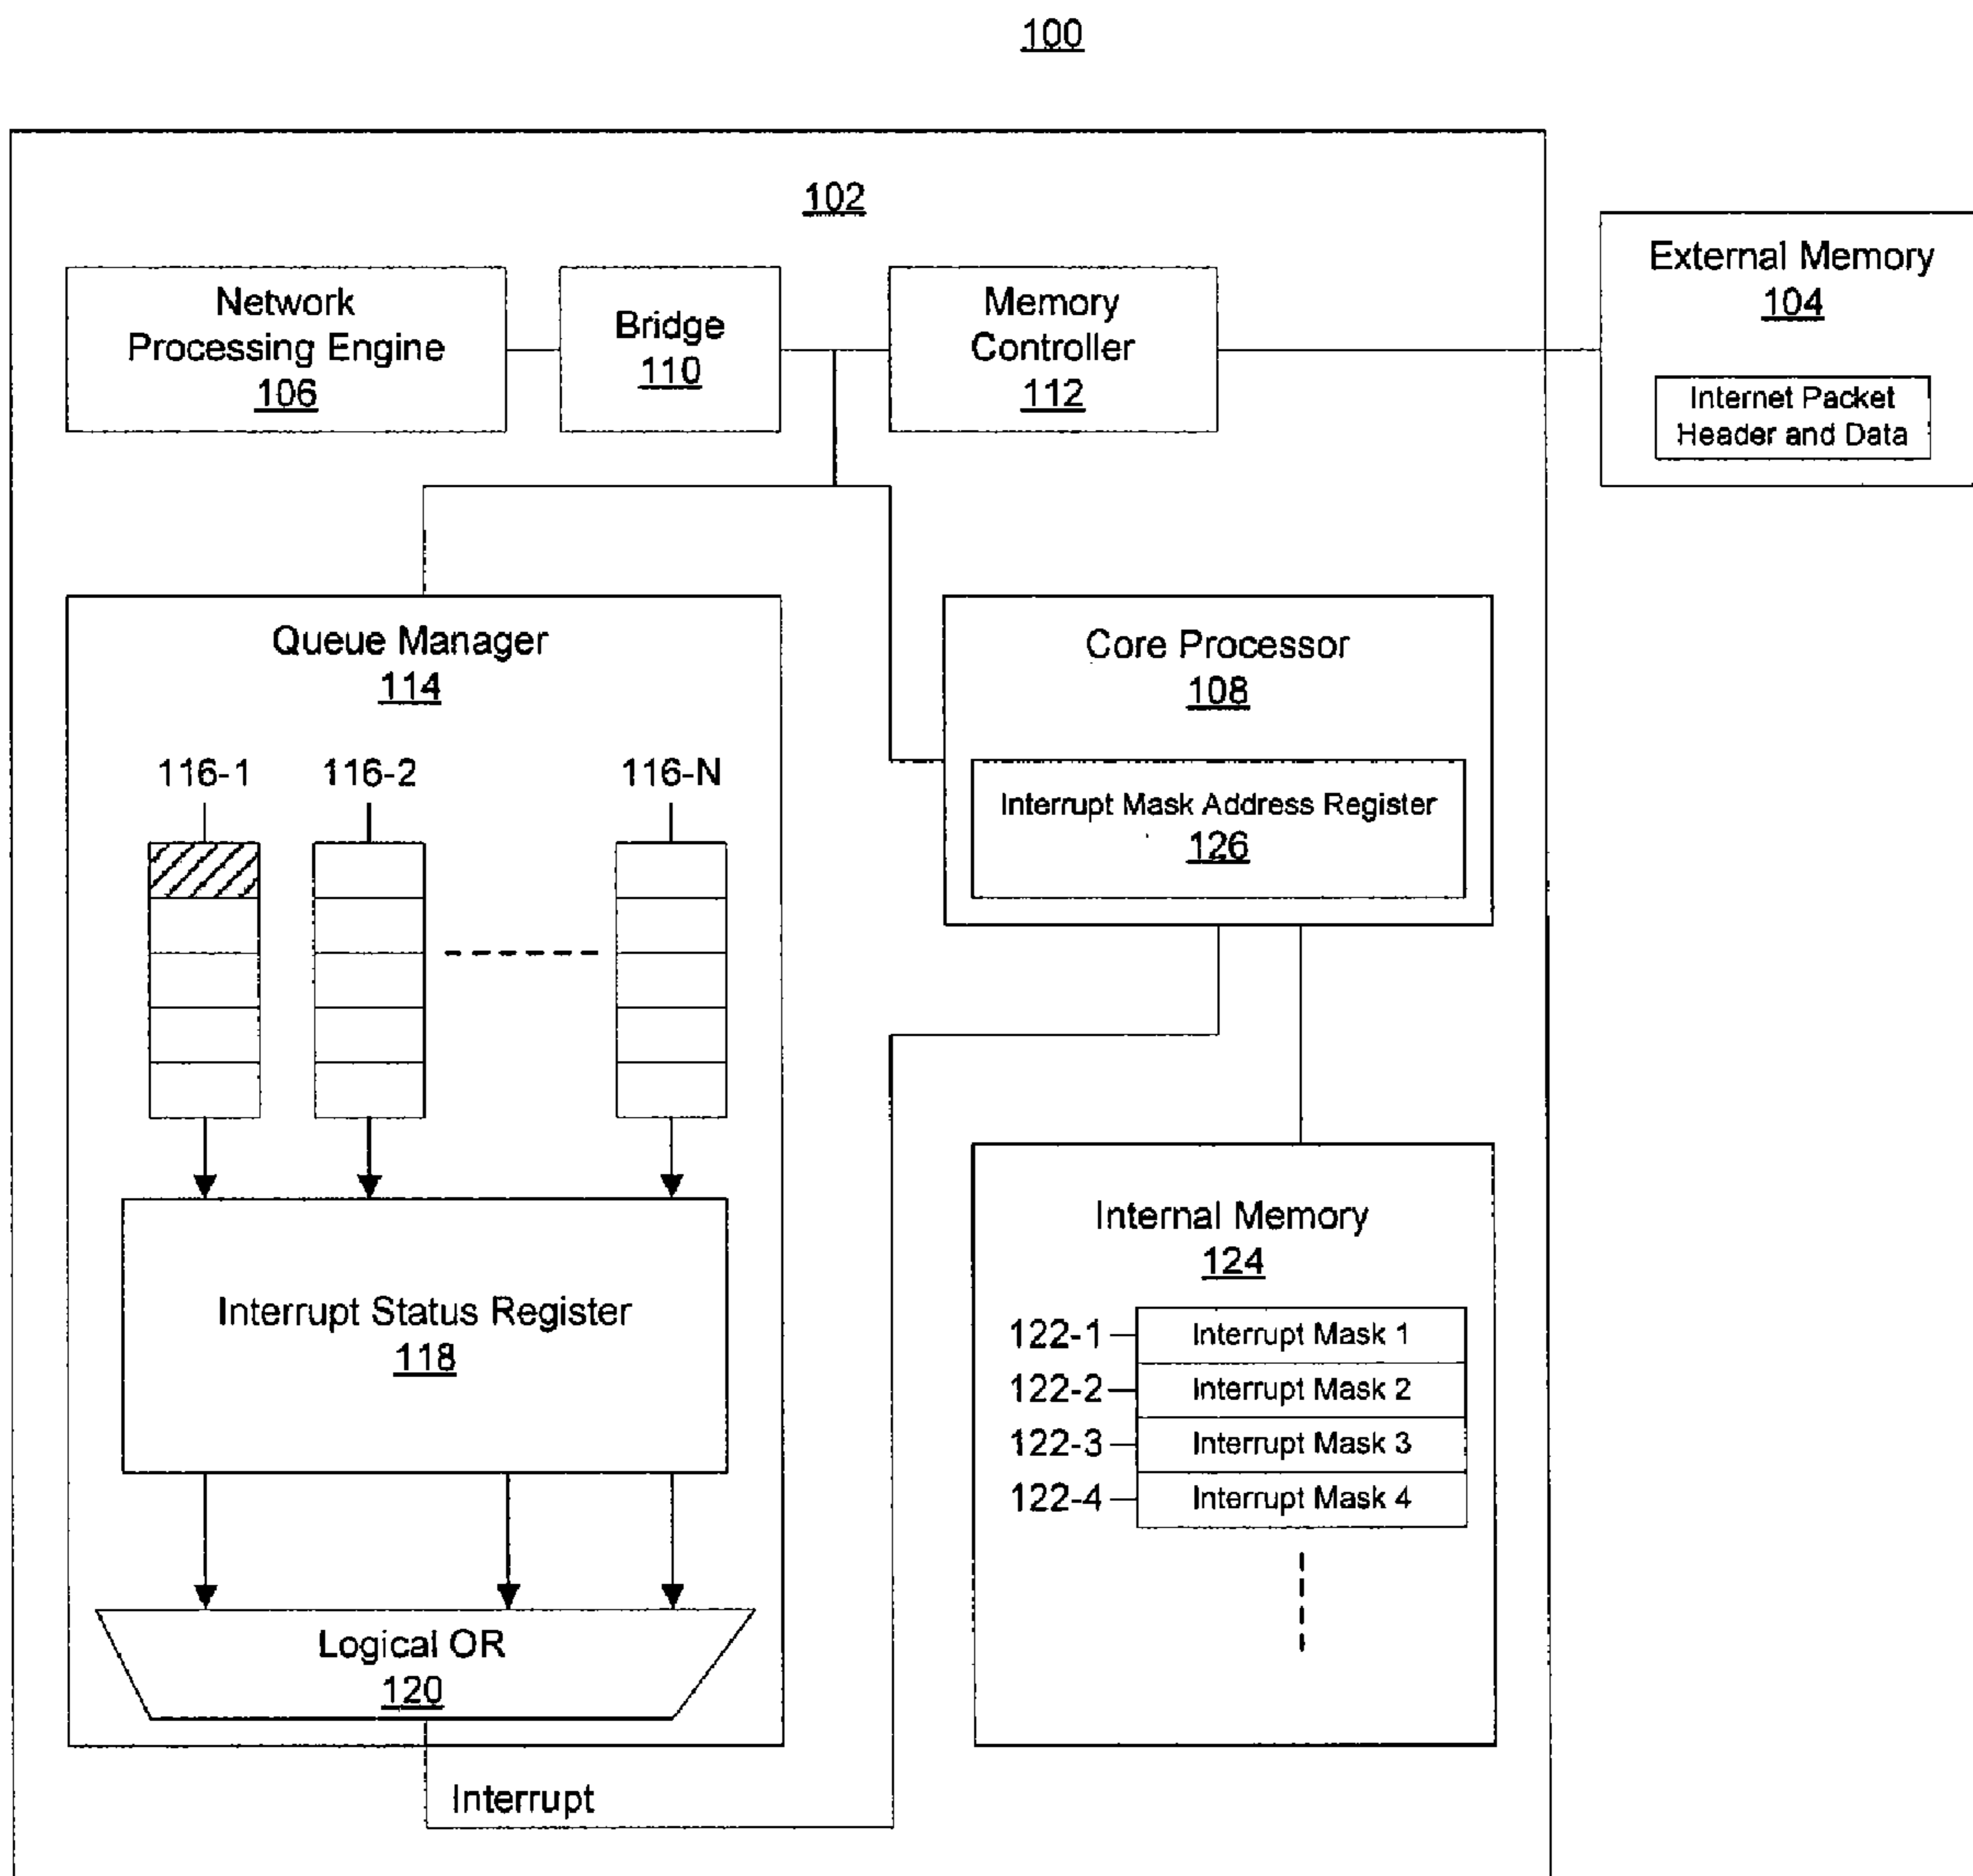 100
102
Network
Processing Engine
106
Bridge
110
Memory
Controller
112
External Memory
104
Internet Packet
Header and Data
Queue Manager
114
116-1
116-2
116-N
Core Processor
108
Interrupt Mask Address Register
126
Interrupt Status Register
118
Logical OR
120
Interrupt
Internal Memory
124
122-1
Interrupt Mask 1
122-2
Interrupt Mask 2
122-3
Interrupt Mask 3
122-4
Interrupt Mask 4